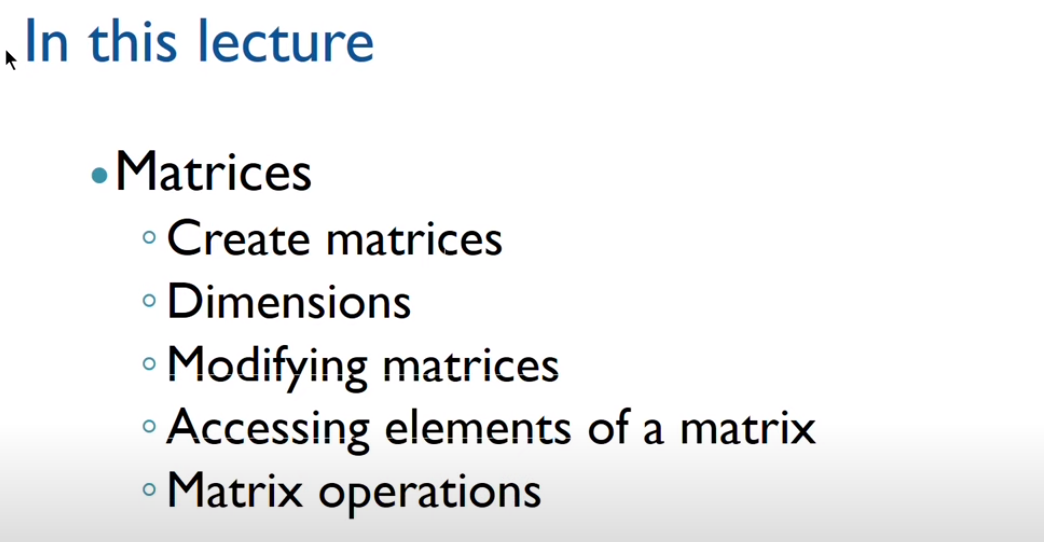 In this lecture
• Matrices
◦ Create matrices
◦ Dimensions
◦ Modifying matrices
◦ Accessing elements of a matrix
◦ Matrix operations